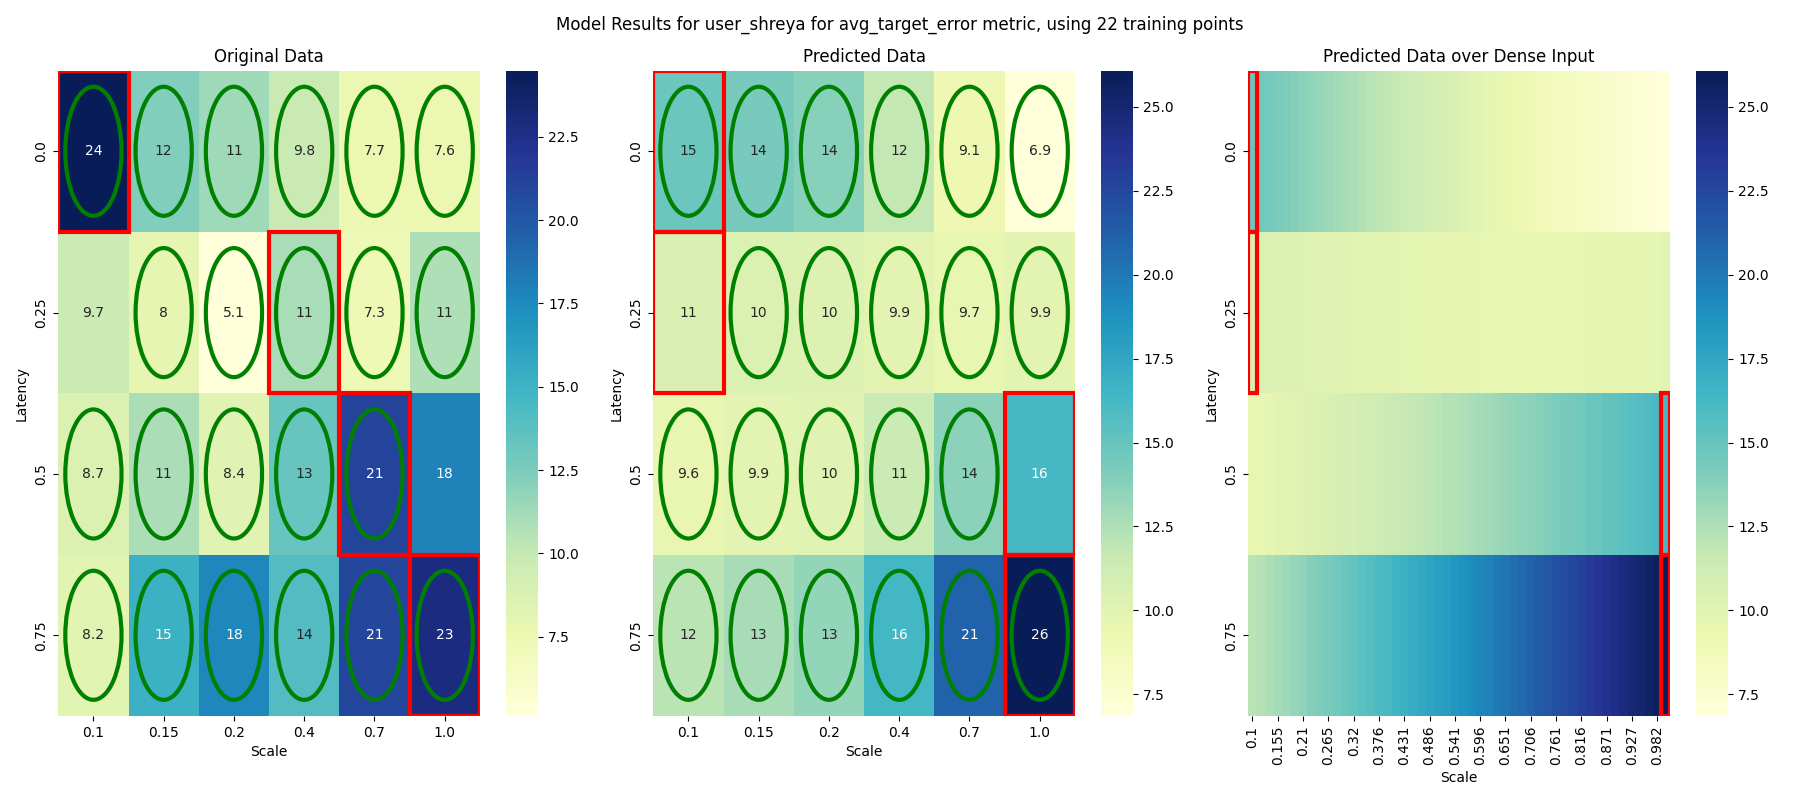 Model Results for user_shreya for avg_target_error metric, using 22 training points
Original Data
Latency
0.0
0.25
0.5
0.75
24 12 11 9.8 7.7 7.6
9.7 8 5.1 11 7.3 11
8.7 11 8.4 13 21 18
8.2 15 18 14 21 23
0.1 0.15 0.2 0.4 0.7 1.0
Scale
22.5
20.0
17.5
15.0
12.5
10.0
7.5
Predicted Data
Latency
0.0
0.25
0.5
0.75
15 14 14 12 9.1 6.9
11 10 10 9.9 9.7 9.9
9.6 9.9 10 11 14 16
12 13 13 16 21 26
0.1 0.15 0.2 0.4 0.7 1.0
Scale
25.0
22.5
20.0
17.5
15.0
12.5
10.0
7.5
Predicted Data over Dense Input
Latency
0.0
0.25
0.5
0.75
0.1 0.155 0.21 0.265 0.32 0.376 0.431 0.486 0.541 0.596 0.651 0.706 0.761 0.816 0.871 0.927 0.982
Scale
25.0
22.5
20.0
17.5
15.0
12.5
10.0
7.5